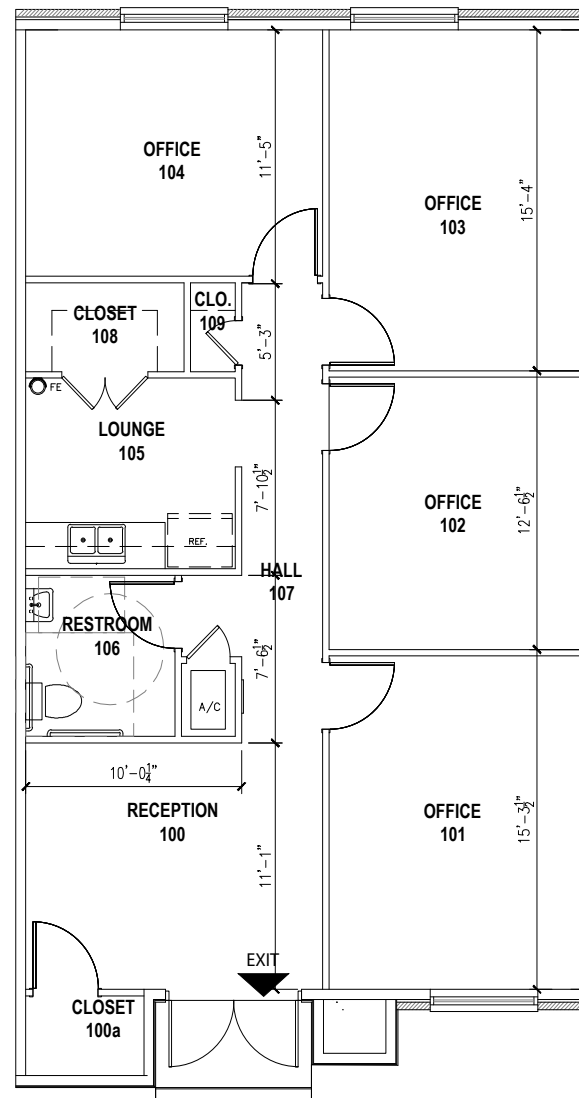 OFFICE
104
11'-5"
OFFICE
103
15'-4"
CLOSET
108
CLO.
109
5'-3"
FE
LOUNGE
105
7'-10½"
OFFICE
102
12'-6½"
REF.
HALL
107
RESTROOM
106
7'-6½"
A/C
10'-0¼"
RECEPTION
100
11'-1"
OFFICE
101
15'-3½"
EXIT
CLOSET
100a